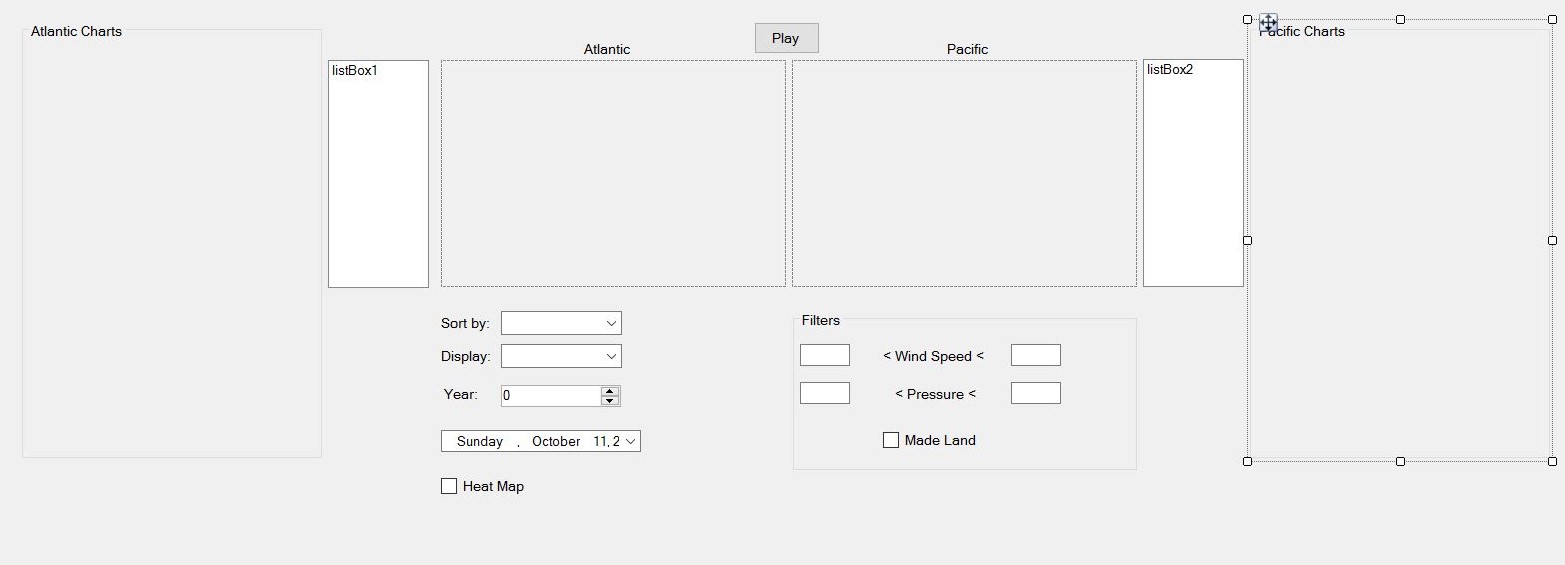 Atlantic Charts
Play
Pacific Charts
Atlantic
Pacific
listBox1
listBox2
Sort by:
Display:
Year: 0
Sunday , October 11, 2
Heat Map
Filters
< Wind Speed <
< Pressure <
Made Land